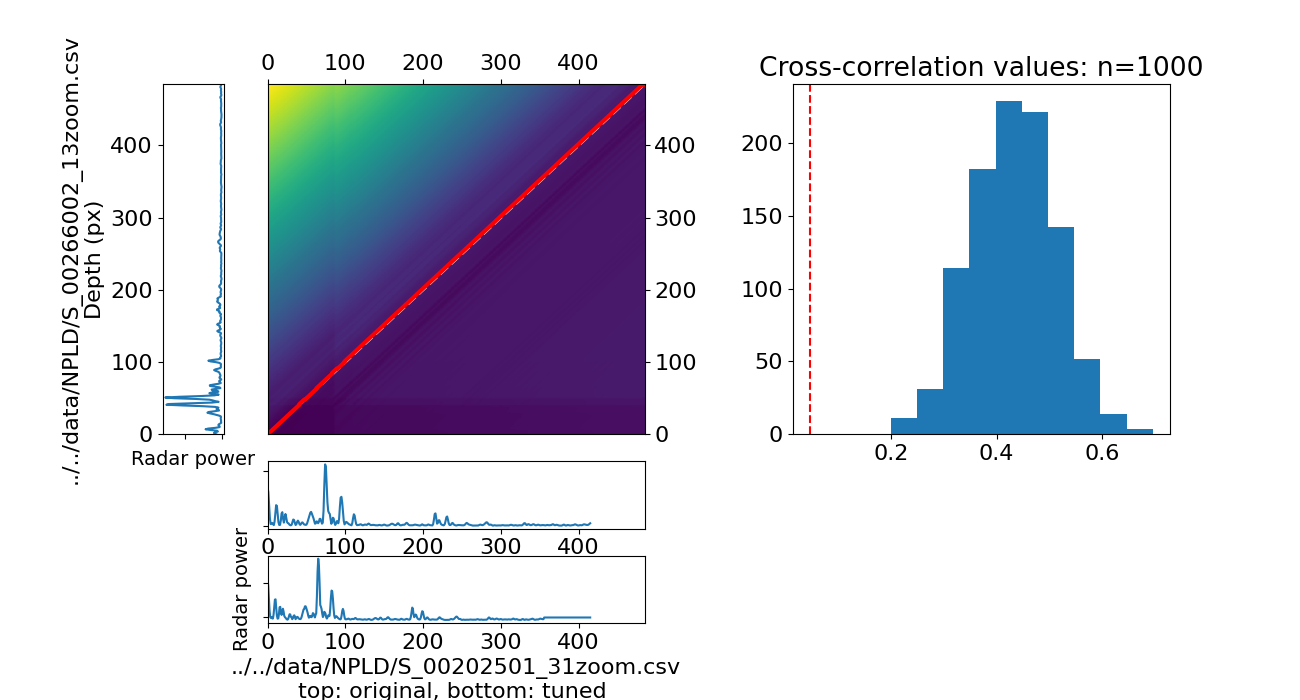 0 100 200 300 400
Cross-correlation values: n=1000
../../data/NPLD/S_00266002_13zoom.csv
Depth (px)
400
300
200
100
0
Radar power
400
300
200
100
0
200
150
100
50
0
0.2 0.4 0.6
0 100 200 300 400
Radar power
0 100 200 300 400
../../data/NPLD/S_00202501_31zoom.csv
top: original, bottom: tuned